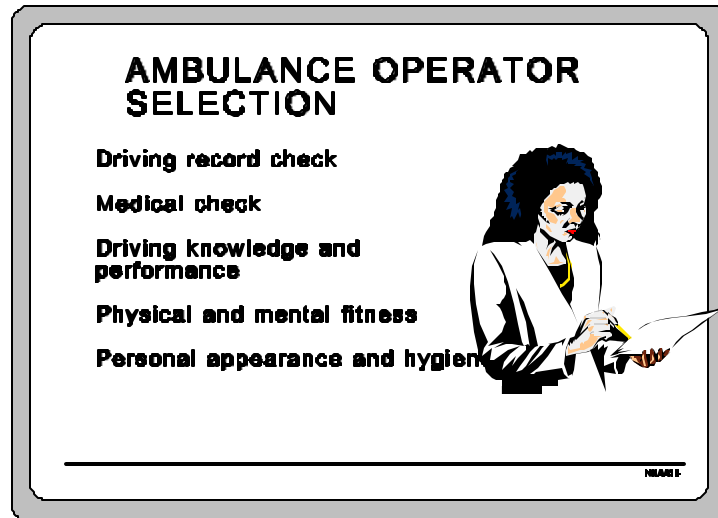 AMBULANCE OPERATOR
SELECTION
Driving record check
Medical check
Driving knowledge and
performance
Physical and mental fitness
Personal appearance and hygien